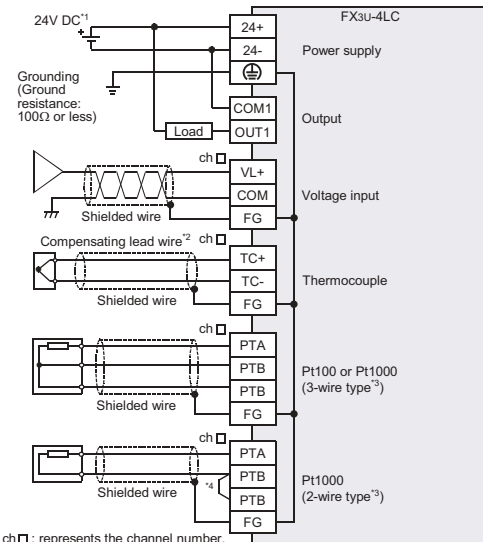 FX3U-4LC
24V DC*1
+
24+
24-
Power supply
Grounding
(Ground
resistance:
100Ω or less)
COM1
OUT1
Load
Output
ch□
VL+
COM
FG
Shielded wire
Voltage input
Compensating lead wire*2
ch□
TC+
TC-
FG
Shielded wire
Thermocouple
ch□
PTA
PTB
PTB
FG
Shielded wire
Pt100 or Pt1000
(3-wire type*3)
ch□
PTA
PTB
PTB
FG
*4
Shielded wire
Pt1000
(2-wire type*3)
ch□: represents the channel number.